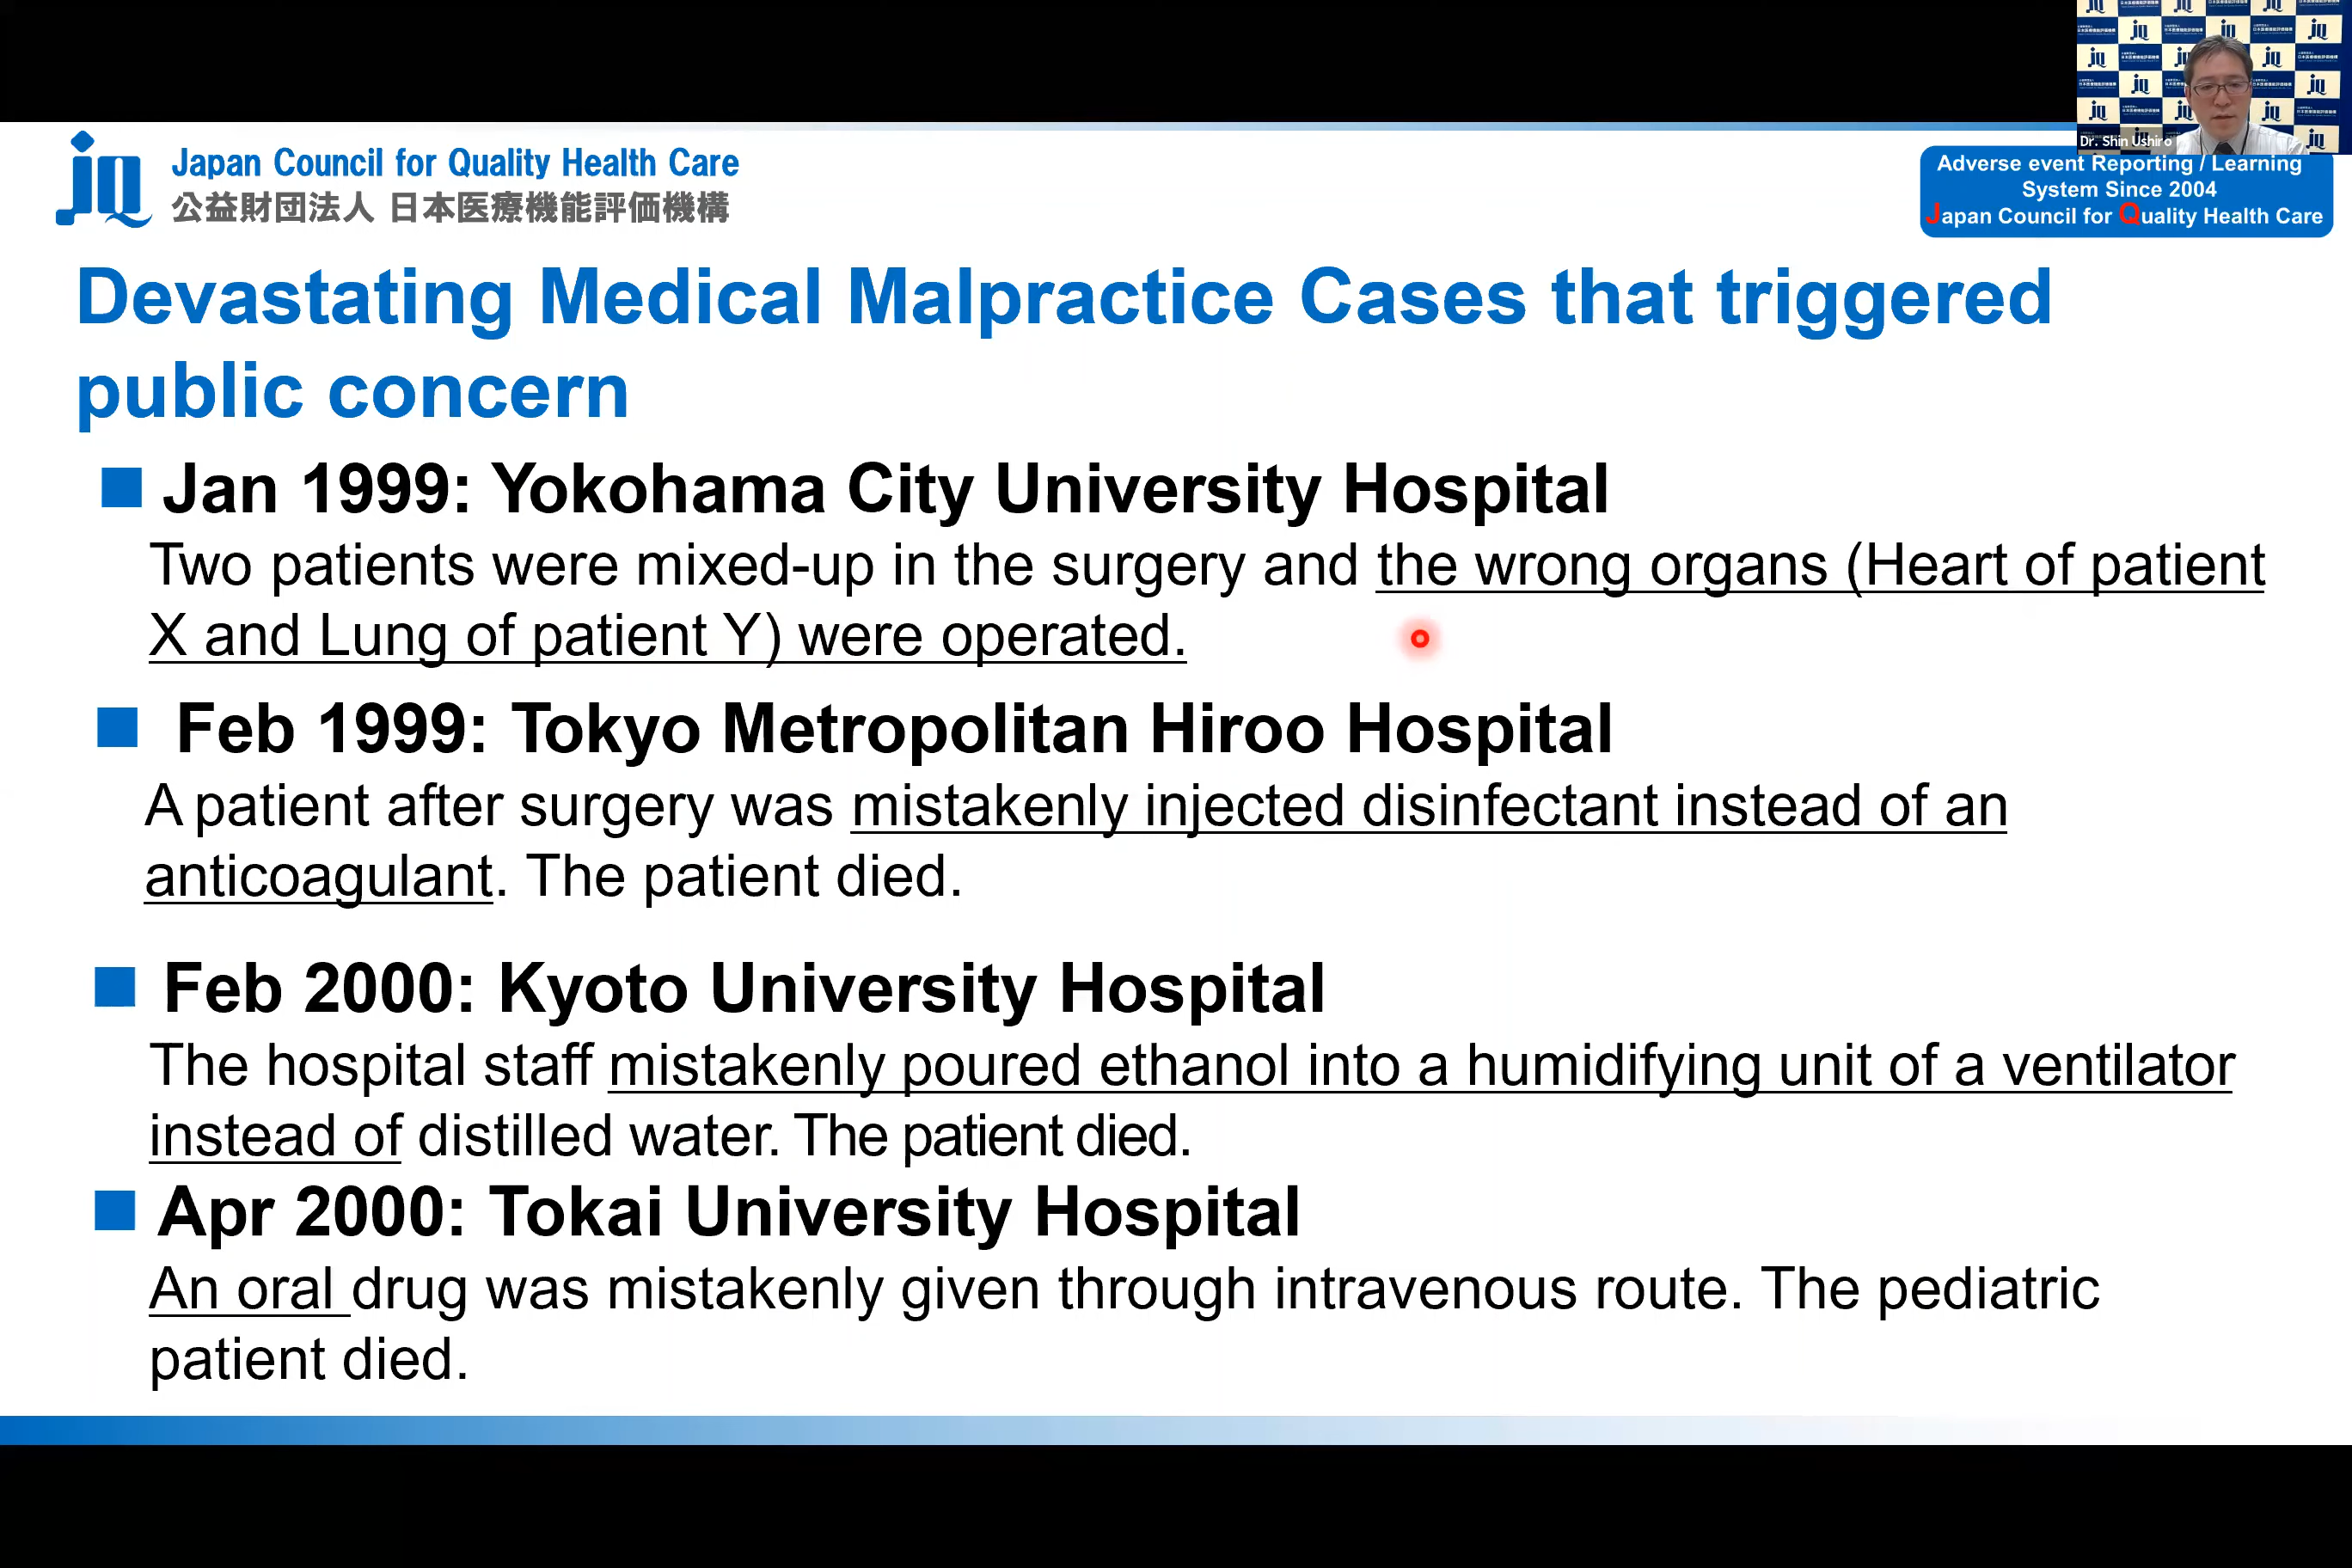 Dr. Shin Ushiro
jq
Japan Council for Quality Health Care
公益財団法人 日本医療機能評価機構
Adverse event Reporting / Learning
System Since 2004
Japan Council for Quality Health Care
Devastating Medical Malpractice Cases that triggered
public concern
Jan 1999: Yokohama City University Hospital
Two patients were mixed-up in the surgery and the wrong organs (Heart of patient
X and Lung of patient Y) were operated.
Feb 1999: Tokyo Metropolitan Hiroo Hospital
A patient after surgery was mistakenly injected disinfectant instead of an
anticoagulant. The patient died.
Feb 2000: Kyoto University Hospital
The hospital staff mistakenly poured ethanol into a humidifying unit of a ventilator
instead of distilled water. The patient died.
Apr 2000: Tokai University Hospital
An oral drug was mistakenly given through intravenous route. The pediatric
patient died.